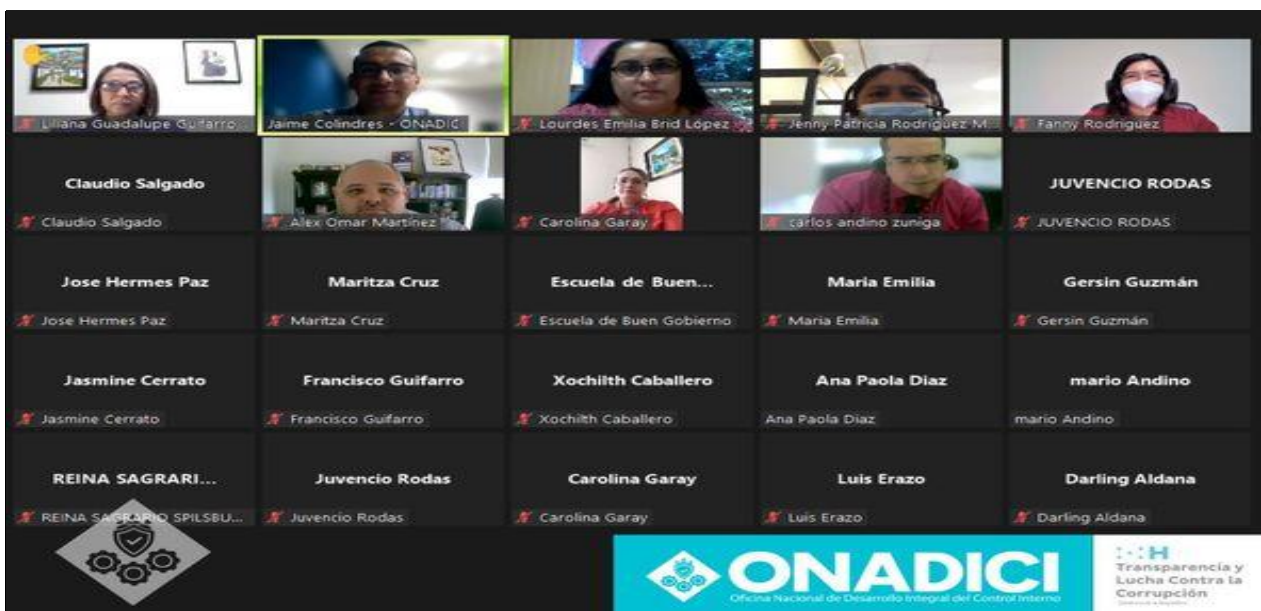 Liliana Guadalupe Guifarro
Jaime Colindres - ONADIC
Lourdes Emilia Brid López
Jenny Patricia Rodriguez M...
Fanny Rodriguez
Claudio Salgado
Claudio Salgado
Alex Omar Martinez
Carolina Garay
carlos andino zuniga
JUVENCIO RODAS
JUVENCIO RODAS
Jose Hermes Paz
Jose Hermes Paz
Maritza Cruz
Maritza Cruz
Escuela de Buen...
Escuela de Buen Gobierno
Maria Emilia
Maria Emilia
Gersin Guzmán
Gersin Guzmán
Jasmine Cerrato
Jasmine Cerrato
Francisco Guifarro
Francisco Guifarro
Xochilth Caballero
Xochilth Caballero
Ana Paola Diaz
Ana Paola Diaz
mario Andino
mario Andino
REINA SAGRARI...
REINA SAGRARIO SPILSBU...
Juvencio Rodas
Juvencio Rodas
Carolina Garay
Carolina Garay
Luis Erazo
Luis Erazo
Darling Aldana
Darling Aldana
ONADICI
Oficina Nacional de Desarrollo Integral del Control Interno
H
Transparencia y
Lucha Contra la
Corrupción